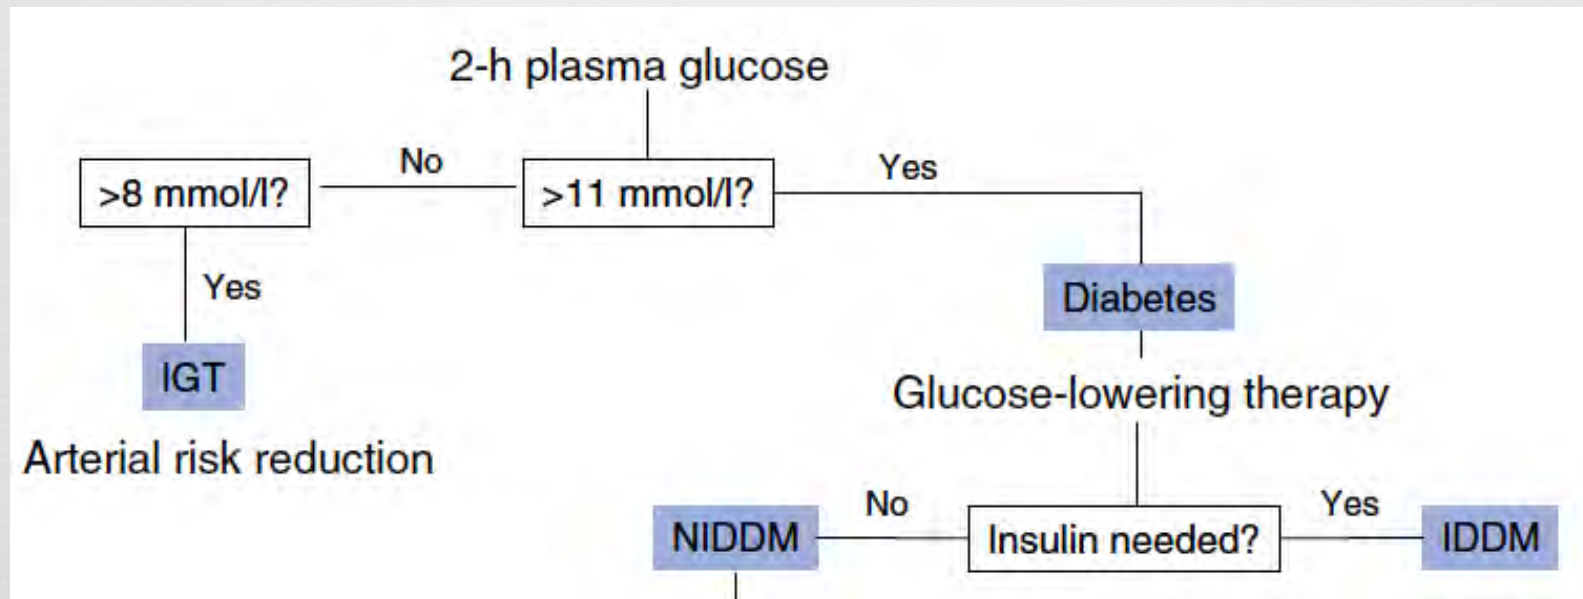 2-h plasma glucose
No
Yes
>8 mmol/l?
>11 mmol/l?
Yes
Diabetes
IGT
Glucose-lowering therapy
Arterial risk reduction
No
Yes
NIDDM
Insulin needed?
IDDM